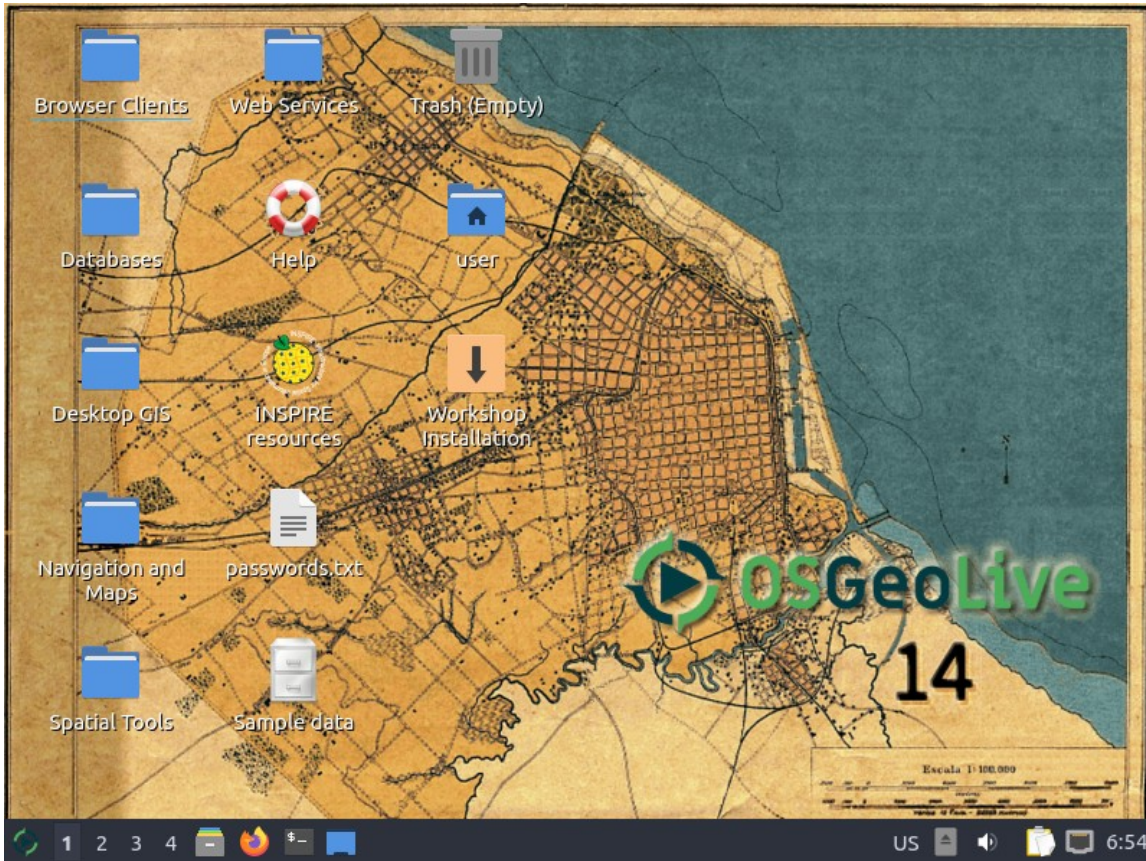 Browser Clients
Web Services
Trash (Empty)
Databases
Help
user
Desktop GIS
INSPIRE
resources
Workshop
Installation
Navigation and
Maps
passwords.txt
OSGeoLive
14
Spatial Tools
Sample data
Escala 1:100,000
1 2 3 4
$-
US
6:54